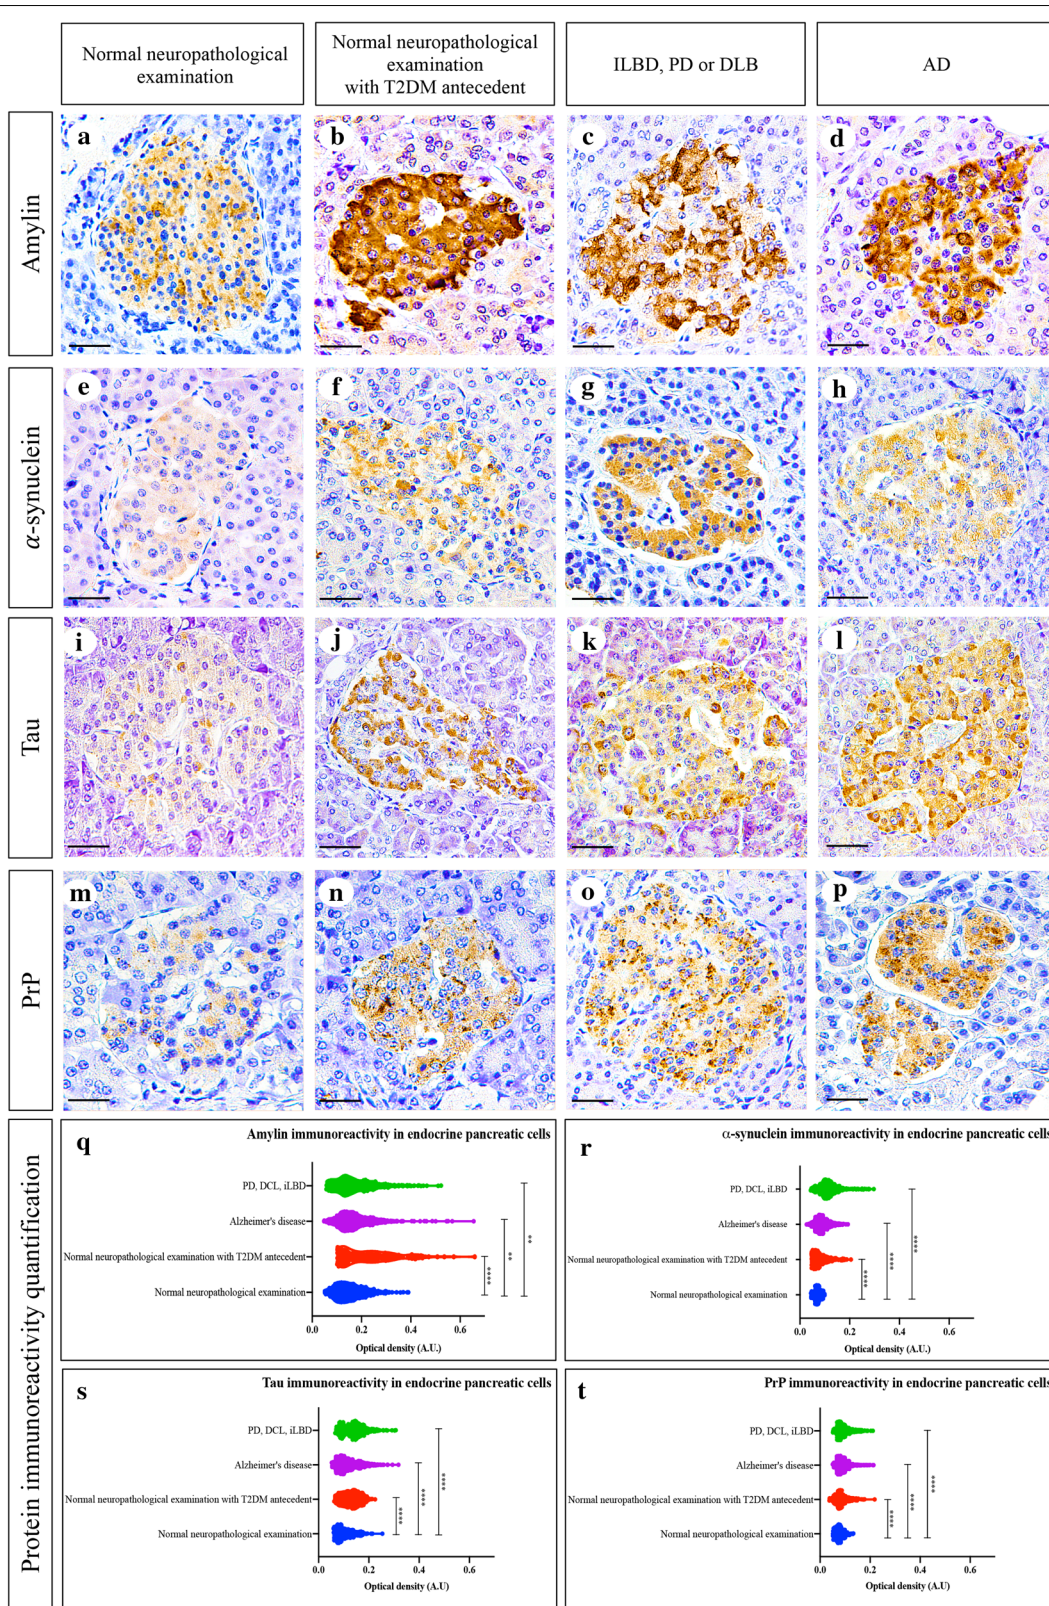 Normal neuropathological
examination
Normal neuropathological
examination
with T2DM antecedent
ILBD, PD or DLB
AD
Amylin
a
b
c
d
α-synuclein
e
f
g
h
Tau
i
j
k
l
PrP
m
n
o
p
Protein immunoreactivity quantification
q
Amylin immunoreactivity in endocrine pancreatic cells
PD, DCL, iLBD
Alzheimer's disease
Normal neuropathological examination with T2DM antecedent
Normal neuropathological examination
****
**
**
0.0 0.2 0.4 0.6
Optical density (A.U.)
r
α-synuclein immunoreactivity in endocrine pancreatic cells
PD, DCL, iLBD
Alzheimer's disease
Normal neuropathological examination with T2DM antecedent
Normal neuropathological examination
****
****
****
0.0 0.2 0.4 0.6
Optical density (A.U.)
s
Tau immunoreactivity in endocrine pancreatic cells
PD, DCL, iLBD
Alzheimer's disease
Normal neuropathological examination with T2DM antecedent
Normal neuropathological examination
****
****
****
0.0 0.2 0.4 0.6
Optical density (A.U)
t
PrP immunoreactivity in endocrine pancreatic cells
PD, DCL, iLBD
Alzheimer's disease
Normal neuropathological examination with T2DM antecedent
Normal neuropathological examination
****
****
****
0.0 0.2 0.4 0.6
Optical density (A.U)